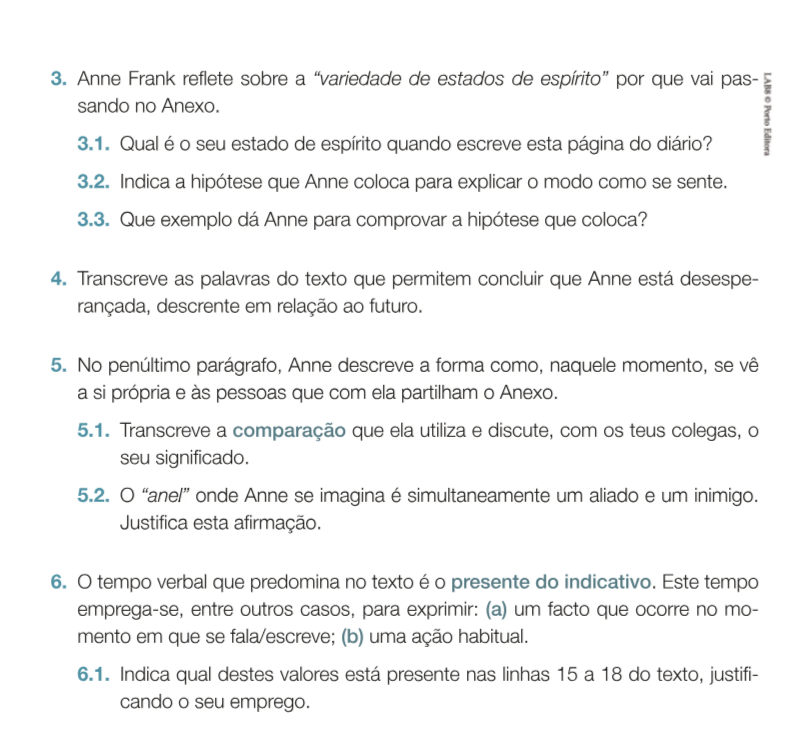 3. Anne Frank reflete sobre a “variedade de estados de espírito” por que vai pas-
sando no Anexo.
3.1. Qual é o seu estado de espírito quando escreve esta página do diário?
3.2. Indica a hipótese que Anne coloca para explicar o modo como se sente.
3.3. Que exemplo dá Anne para comprovar a hipótese que coloca?
4. Transcreve as palavras do texto que permitem concluir que Anne está desespe-
rançada, descrente em relação ao futuro.
5. No penúltimo parágrafo, Anne descreve a forma como, naquele momento, se vê
a si própria e às pessoas que com ela partilham o Anexo.
5.1. Transcreve a comparação que ela utiliza e discute, com os teus colegas, o
seu significado.
5.2. O “anel” onde Anne se imagina é simultaneamente um aliado e um inimigo.
Justifica esta afirmação.
6. O tempo verbal que predomina no texto é o presente do indicativo. Este tempo
emprega-se, entre outros casos, para exprimir: (a) um facto que ocorre no mo-
mento em que se fala/escreve; (b) uma ação habitual.
6.1. Indica qual destes valores está presente nas linhas 15 a 18 do texto, justifi-
cando o seu emprego.
LAB8 © Porto Editora